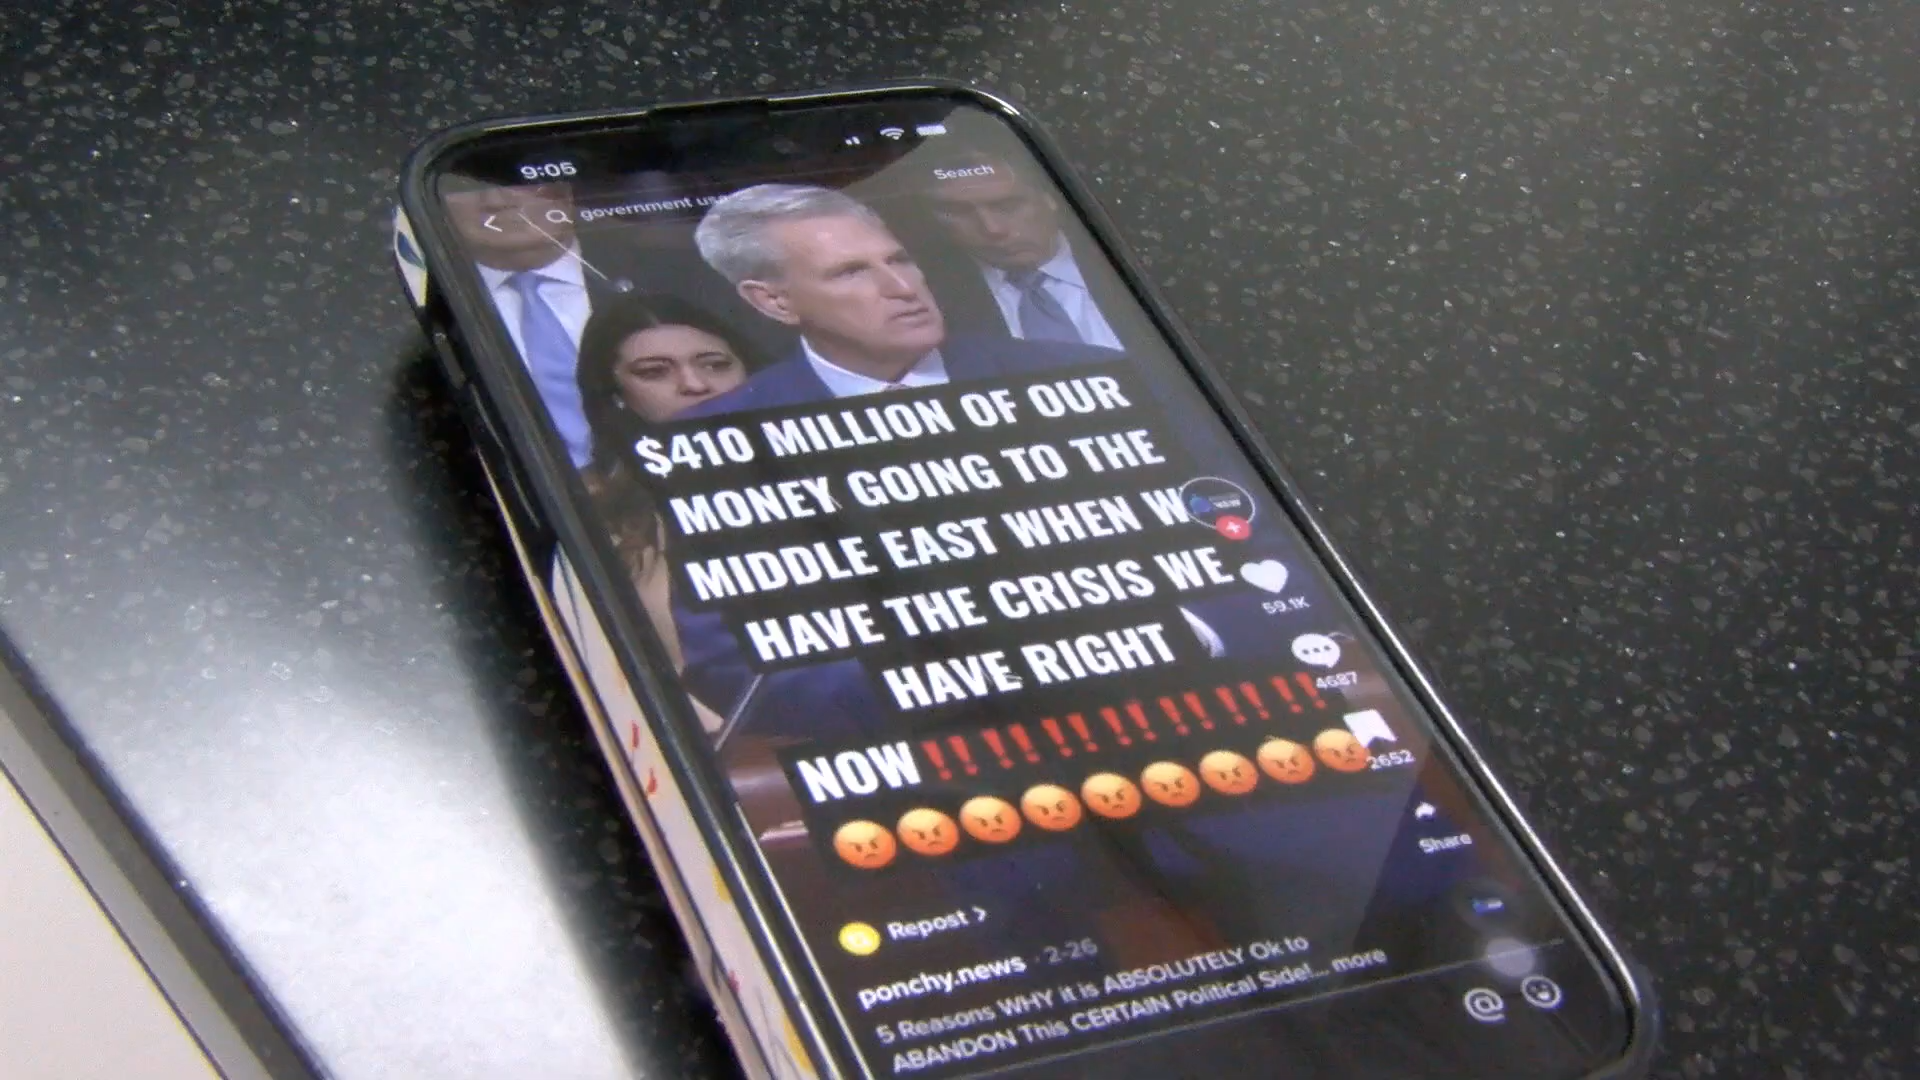 9:05
Search
government us
$410 MILLION OF OUR
MONEY GOING TO THE
MIDDLE EAST WHEN W
HAVE THE CRISIS WE
HAVE RIGHT
NOW‼️‼️‼️‼️‼️‼️‼️
😡😡😡😡😡😡😡😡😡
59.1K
4687
2652
Share
Repost >
ponchy.news · 2-26
5 Reasons WHY it is ABSOLUTELY Ok to
ABANDON This CERTAIN Political Side!... more
@